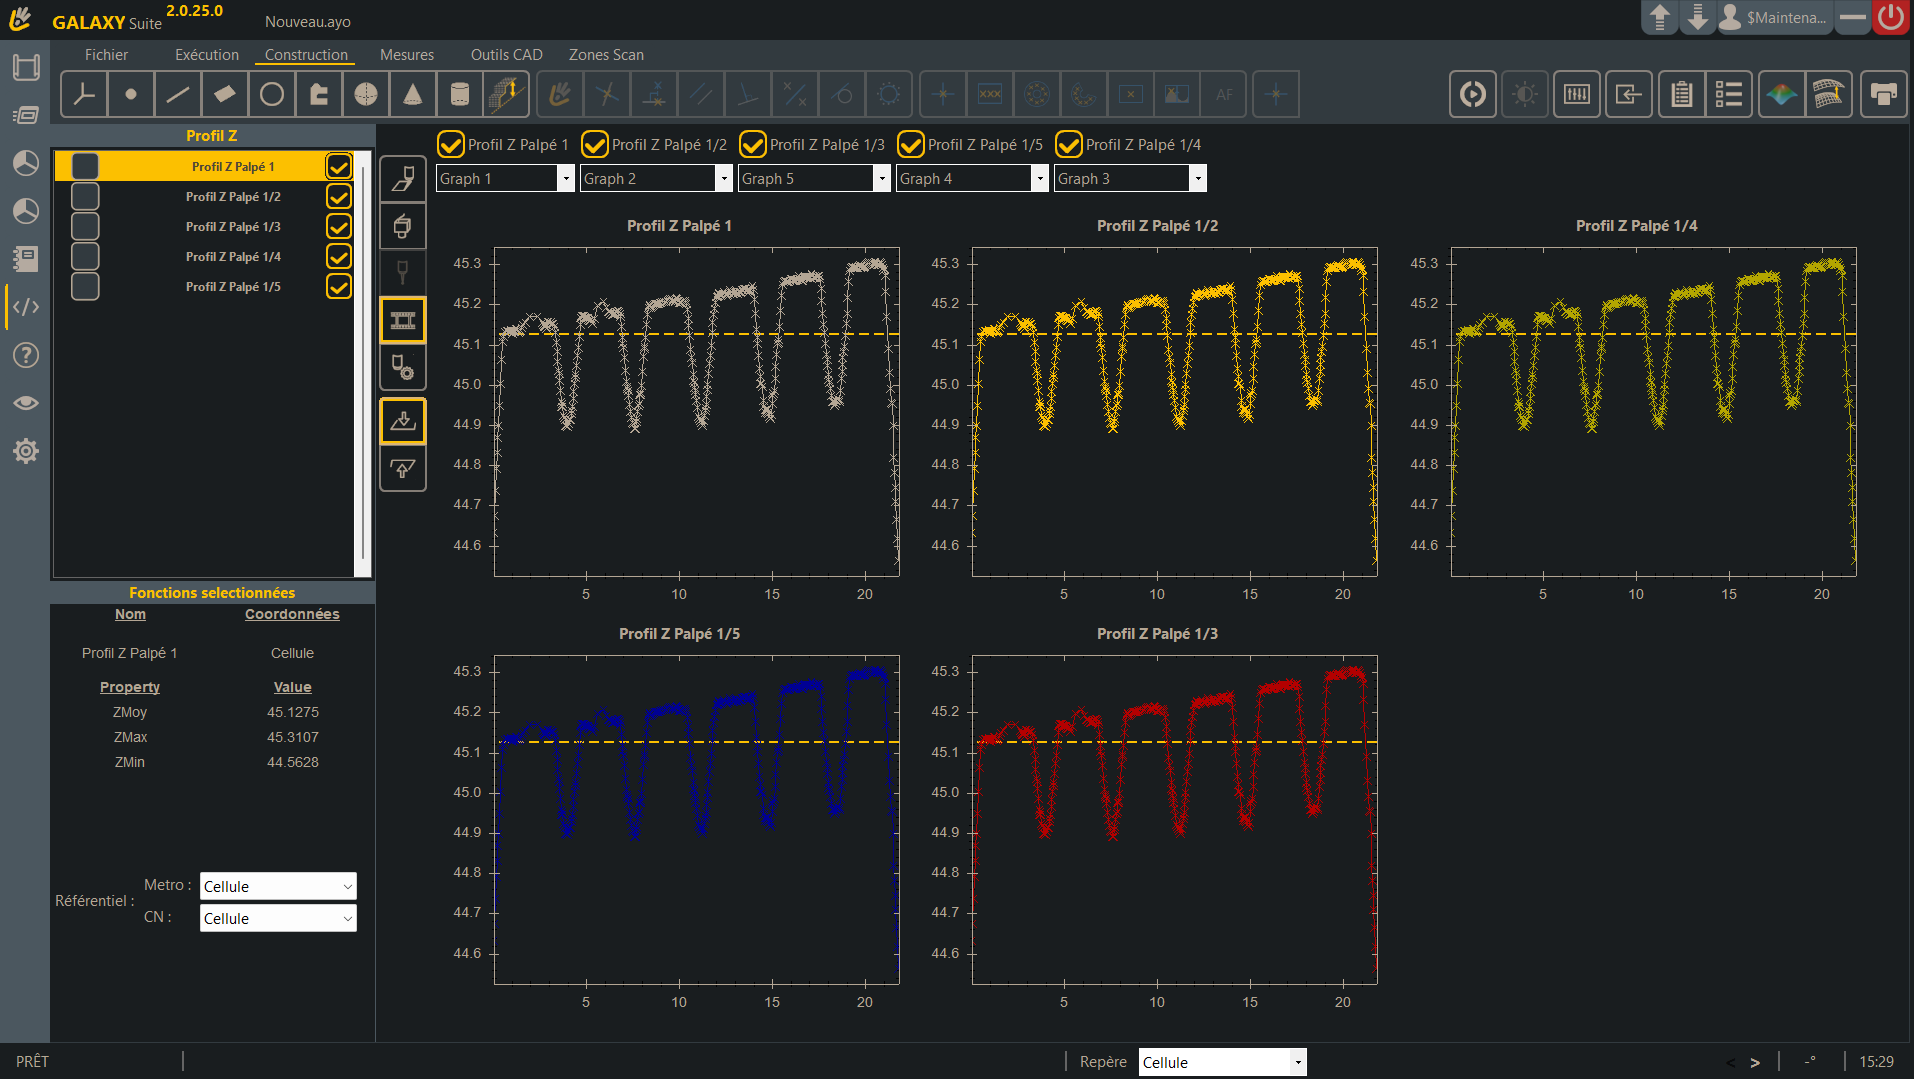 GALAXY Suite 2.0.25.0
Nouveau.ayo
$Maintena...
Fichier Exécution Construction Mesures Outils CAD Zones Scan
AF
Profil Z
Profil Z Palpé 1
Profil Z Palpé 1/2
Profil Z Palpé 1/3
Profil Z Palpé 1/4
Profil Z Palpé 1/5
Fonctions selectionnées
Nom Coordonnées
Profil Z Palpé 1 Cellule
Property Value
ZMoy 45.1275
ZMax 45.3107
ZMin 44.5628
Référentiel :
Metro : Cellule
CN : Cellule
Profil Z Palpé 1 Profil Z Palpé 1/2 Profil Z Palpé 1/3 Profil Z Palpé 1/5 Profil Z Palpé 1/4
Graph 1 Graph 2 Graph 5 Graph 4 Graph 3
Profil Z Palpé 1
45.3
45.2
45.1
45.0
44.9
44.8
44.7
44.6
5 10 15 20
Profil Z Palpé 1/2
45.3
45.2
45.1
45.0
44.9
44.8
44.7
44.6
5 10 15 20
Profil Z Palpé 1/4
45.3
45.2
45.1
45.0
44.9
44.8
44.7
44.6
5 10 15 20
Profil Z Palpé 1/5
45.3
45.2
45.1
45.0
44.9
44.8
44.7
44.6
5 10 15 20
Profil Z Palpé 1/3
45.3
45.2
45.1
45.0
44.9
44.8
44.7
44.6
5 10 15 20
PRÊT
Repère Cellule
< >
-°
15:29